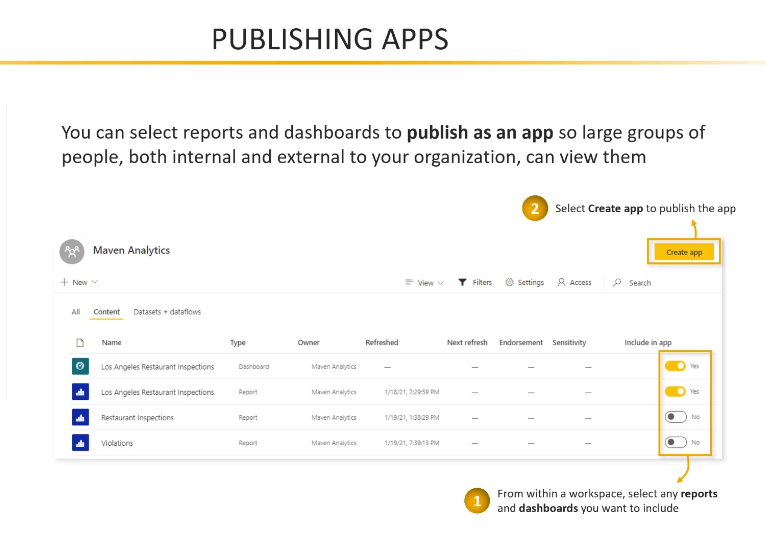 PUBLISHING APPS
You can select reports and dashboards to publish as an app so large groups of
people, both internal and external to your organization, can view them
2 Select Create app to publish the app
Maven Analytics
Create app
New View Filters Settings Access Search
All Content Datasets + dataflows
Name Type Owner Refreshed Next refresh Endorsement Sensitivity Include in app
Los Angeles Restaurant Inspections Dashboard Maven Analytics — — — — Yes
Los Angeles Restaurant Inspections Report Maven Analytics 1/18/21, 7:29:59 PM — — — Yes
Restaurant Inspections Report Maven Analytics 1/19/21, 1:38:29 PM — — — No
Violations Report Maven Analytics 1/19/21, 7:39:13 PM — — — No
1 From within a workspace, select any reports
and dashboards you want to include